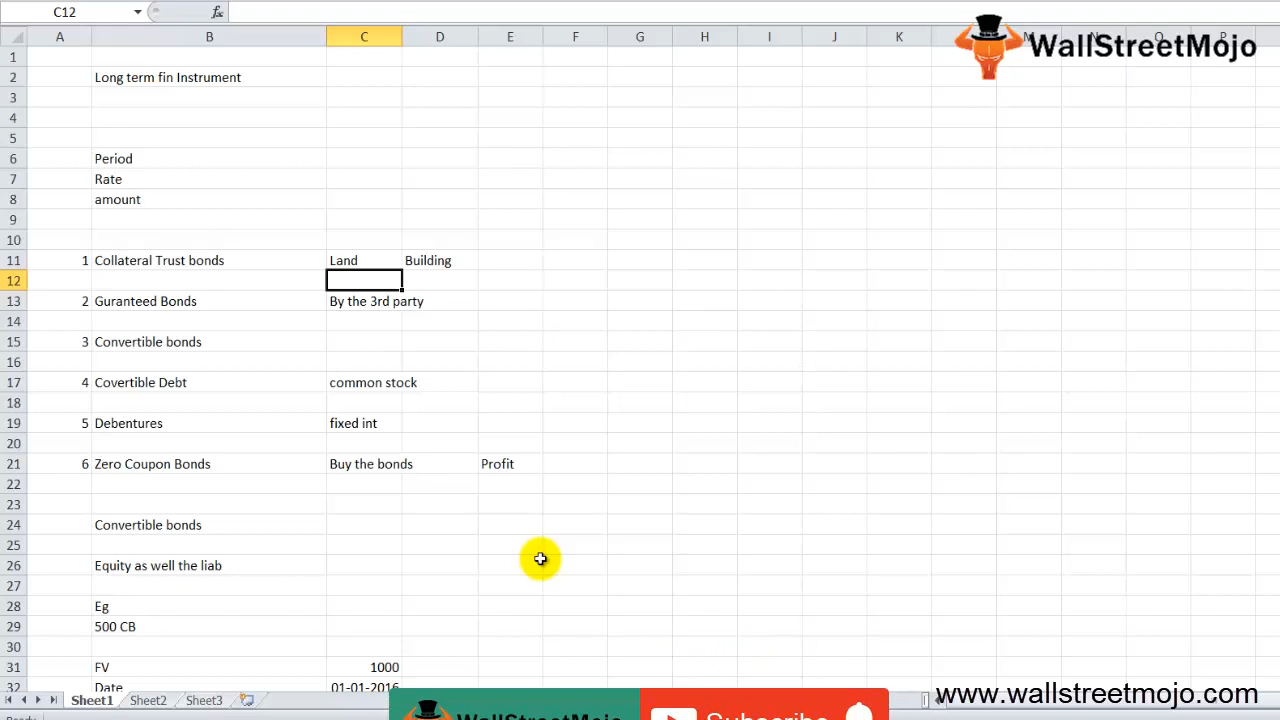 C12 fx
A B C D E F G H I J K
WallStreetMojo
1
2 Long term fin Instrument
3
4
5
6 Period
7 Rate
8 amount
9
10
11 1 Collateral Trust bonds Land Building
12
13 2 Guranteed Bonds By the 3rd party
14
15 3 Convertible bonds
16
17 4 Covertible Debt common stock
18
19 5 Debentures fixed int
20
21 6 Zero Coupon Bonds Buy the bonds Profit
22
23
24 Convertible bonds
25
26 Equity as well the liab
27
28 Eg
29 500 CB
30
31 FV 1000
32 Date 01-01-2016
Sheet1 Sheet2 Sheet3
WallStreetMojo
Subscribe
www.wallstreetmojo.com